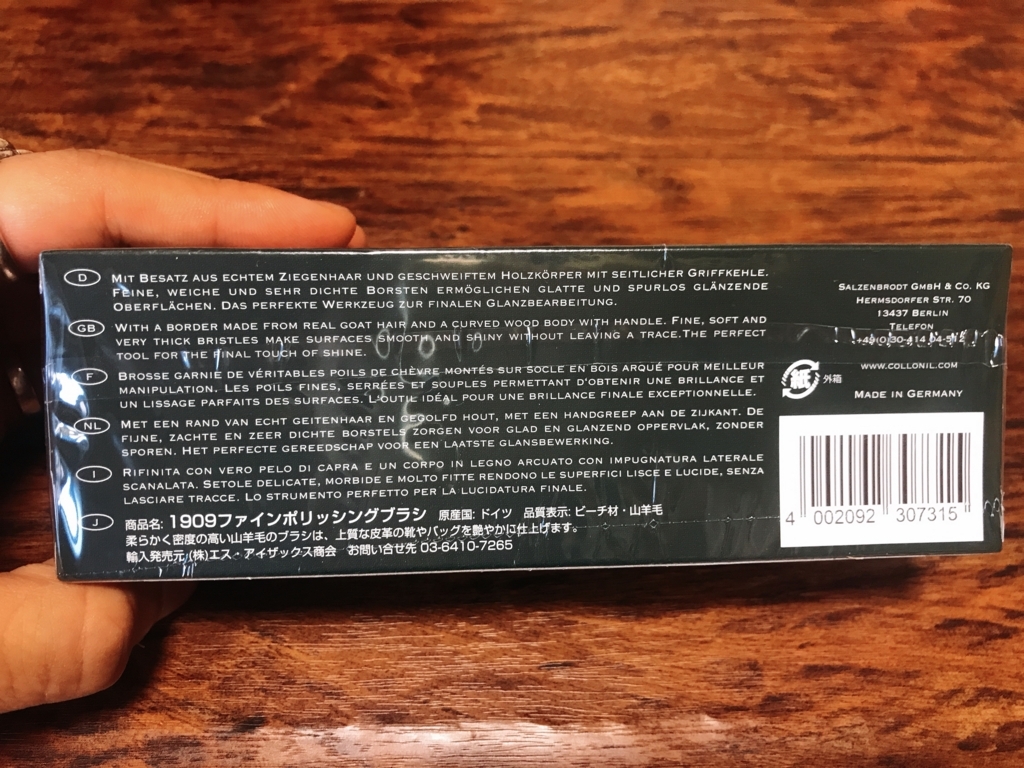 D
MIT BESATZ AUS ECHTEM ZIEGENHAAR UND GESCHWEIFTEM HOLZKÖRPER MIT SEITLICHER GRIFFKEHLE.
FEINE, WEICHE UND SEHR DICHTE BORSTEN ERMÖGLICHEN GLATTE UND SPURLOS GLÄNZENDE
OBERFLÄCHEN. DAS PERFEKTE WERKZEUG ZUR FINALEN GLANZBEARBEITUNG.
GB
WITH A BORDER MADE FROM REAL GOAT HAIR AND A CURVED WOOD BODY WITH HANDLE. FINE, SOFT AND
VERY THICK BRISTLES MAKE SURFACES SMOOTH AND SHINY WITHOUT LEAVING A TRACE.THE PERFECT
TOOL FOR THE FINAL TOUCH OF SHINE.
F
BROSSE GARNIE DE VÉRITABLES POILS DE CHÈVRE MONTÉS SUR SOCLE EN BOIS ARQUÉ POUR MEILLEUR
MANIPULATION. LES POILS FINES, SERRÉES ET SOUPLES PERMETTANT D'OBTENIR UNE BRILLANCE ET
UN LISSAGE PARFAITS DES SURFACES. L'OUTIL IDÉAL POUR UNE BRILLANCE FINALE EXCEPTIONNELLE.
NL
MET EEN RAND VAN ECHT GEITENHAAR EN GEGOLFD HOUT, MET EEN HANDGREEP AAN DE ZIJKANT. DE
FIJNE, ZACHTE EN ZEER DICHTE BORSTELS ZORGEN VOOR GLAD EN GLANZEND OPPERVLAK, ZONDER
SPOREN. HET PERFECTE GEREEDSCHAP VOOR EEN LAATSTE GLANSBEWERKING.
I
RIFINITA CON VERO PELO DI CAPRA E UN CORPO IN LEGNO ARCUATO CON IMPUGNATURA LATERALE
SCANALATA. SETOLE DELICATE, MORBIDE E MOLTO FITTE RENDONO LE SUPERFICI LISCE E LUCIDE, SENZA
LASCIARE TRACCE. LO STRUMENTO PERFETTO PER LA LUCIDATURA FINALE.
J
商品名: 1909ファインポリッシングブラシ 原産国: ドイツ 品質表示: ビーチ材・山羊毛
柔らかく密度の高い山羊毛のブラシは、上質な皮革の靴やバッグを艶やかに仕上げます。
輸入発売元 (株)エス・アイザックス商会 お問い合せ先 03-6410-7265
SALZENBRODT GMBH & CO. KG
HERMSDORFER STR. 70
13437 BERLIN
TELEFON
WWW.COLLONIL.COM
紙 外箱
MADE IN GERMANY
4 002092 307315